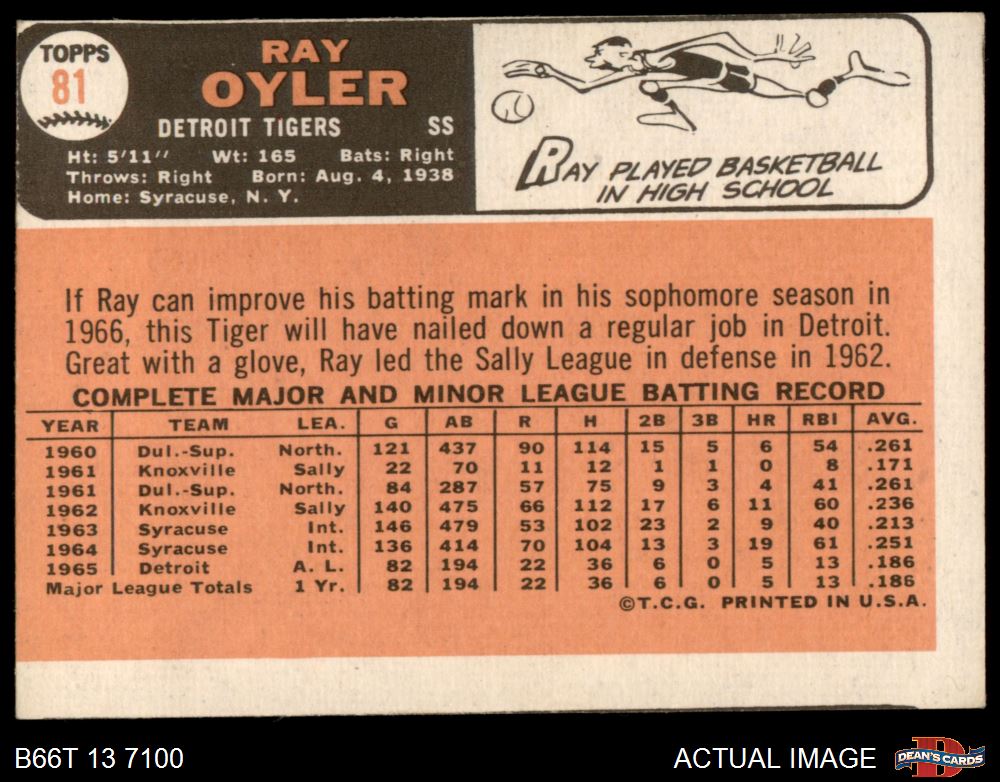 TOPPS
81
RAY
OYLER
DETROIT TIGERS SS
Ht: 5'11" Wt: 165 Bats: Right
Throws: Right Born: Aug. 4, 1938
Home: Syracuse, N. Y.
RAY PLAYED BASKETBALL
IN HIGH SCHOOL
If Ray can improve his batting mark in his sophomore season in
1966, this Tiger will have nailed down a regular job in Detroit.
Great with a glove, Ray led the Sally League in defense in 1962.
COMPLETE MAJOR AND MINOR LEAGUE BATTING RECORD
YEAR TEAM LEA. G AB R H 2B 3B HR RBI AVG.
1960 Dul.-Sup. North. 121 437 90 114 15 5 6 54 .261
1961 Knoxville Sally 22 70 11 12 1 1 0 8 .171
1961 Dul.-Sup. North. 84 287 57 75 9 3 4 41 .261
1962 Knoxville Sally 140 475 66 112 17 6 11 60 .236
1963 Syracuse Int. 146 479 53 102 23 2 9 40 .213
1964 Syracuse Int. 136 414 70 104 13 3 19 61 .251
1965 Detroit A. L. 82 194 22 36 6 0 5 13 .186
Major League Totals 1 Yr. 82 194 22 36 6 0 5 13 .186
©T.C.G. PRINTED IN U.S.A.
B66T 13 7100 ACTUAL IMAGE
DEAN'S CARDS